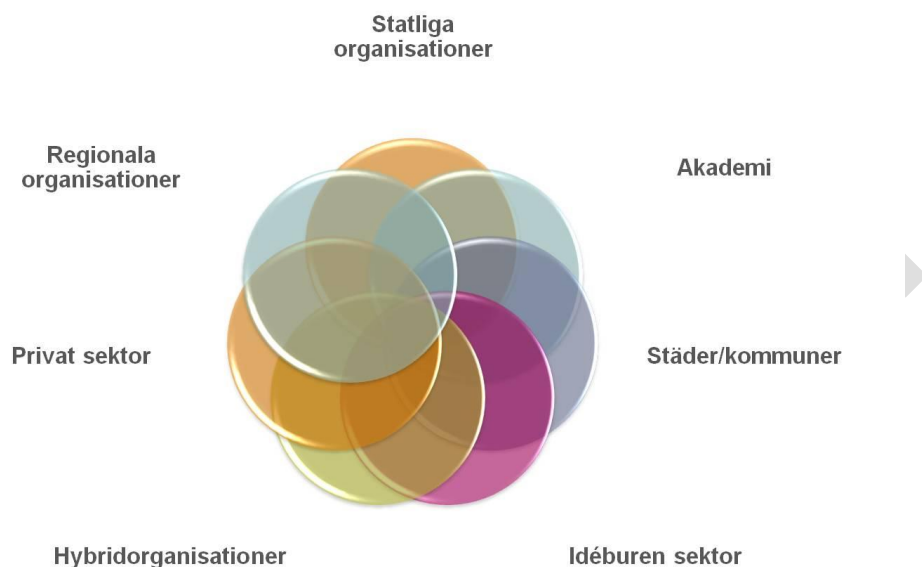 Statliga
organisationer
Regionala
organisationer
Akademi
Privat sektor
Städer/kommuner
Hybridorganisationer
Idéburen sektor